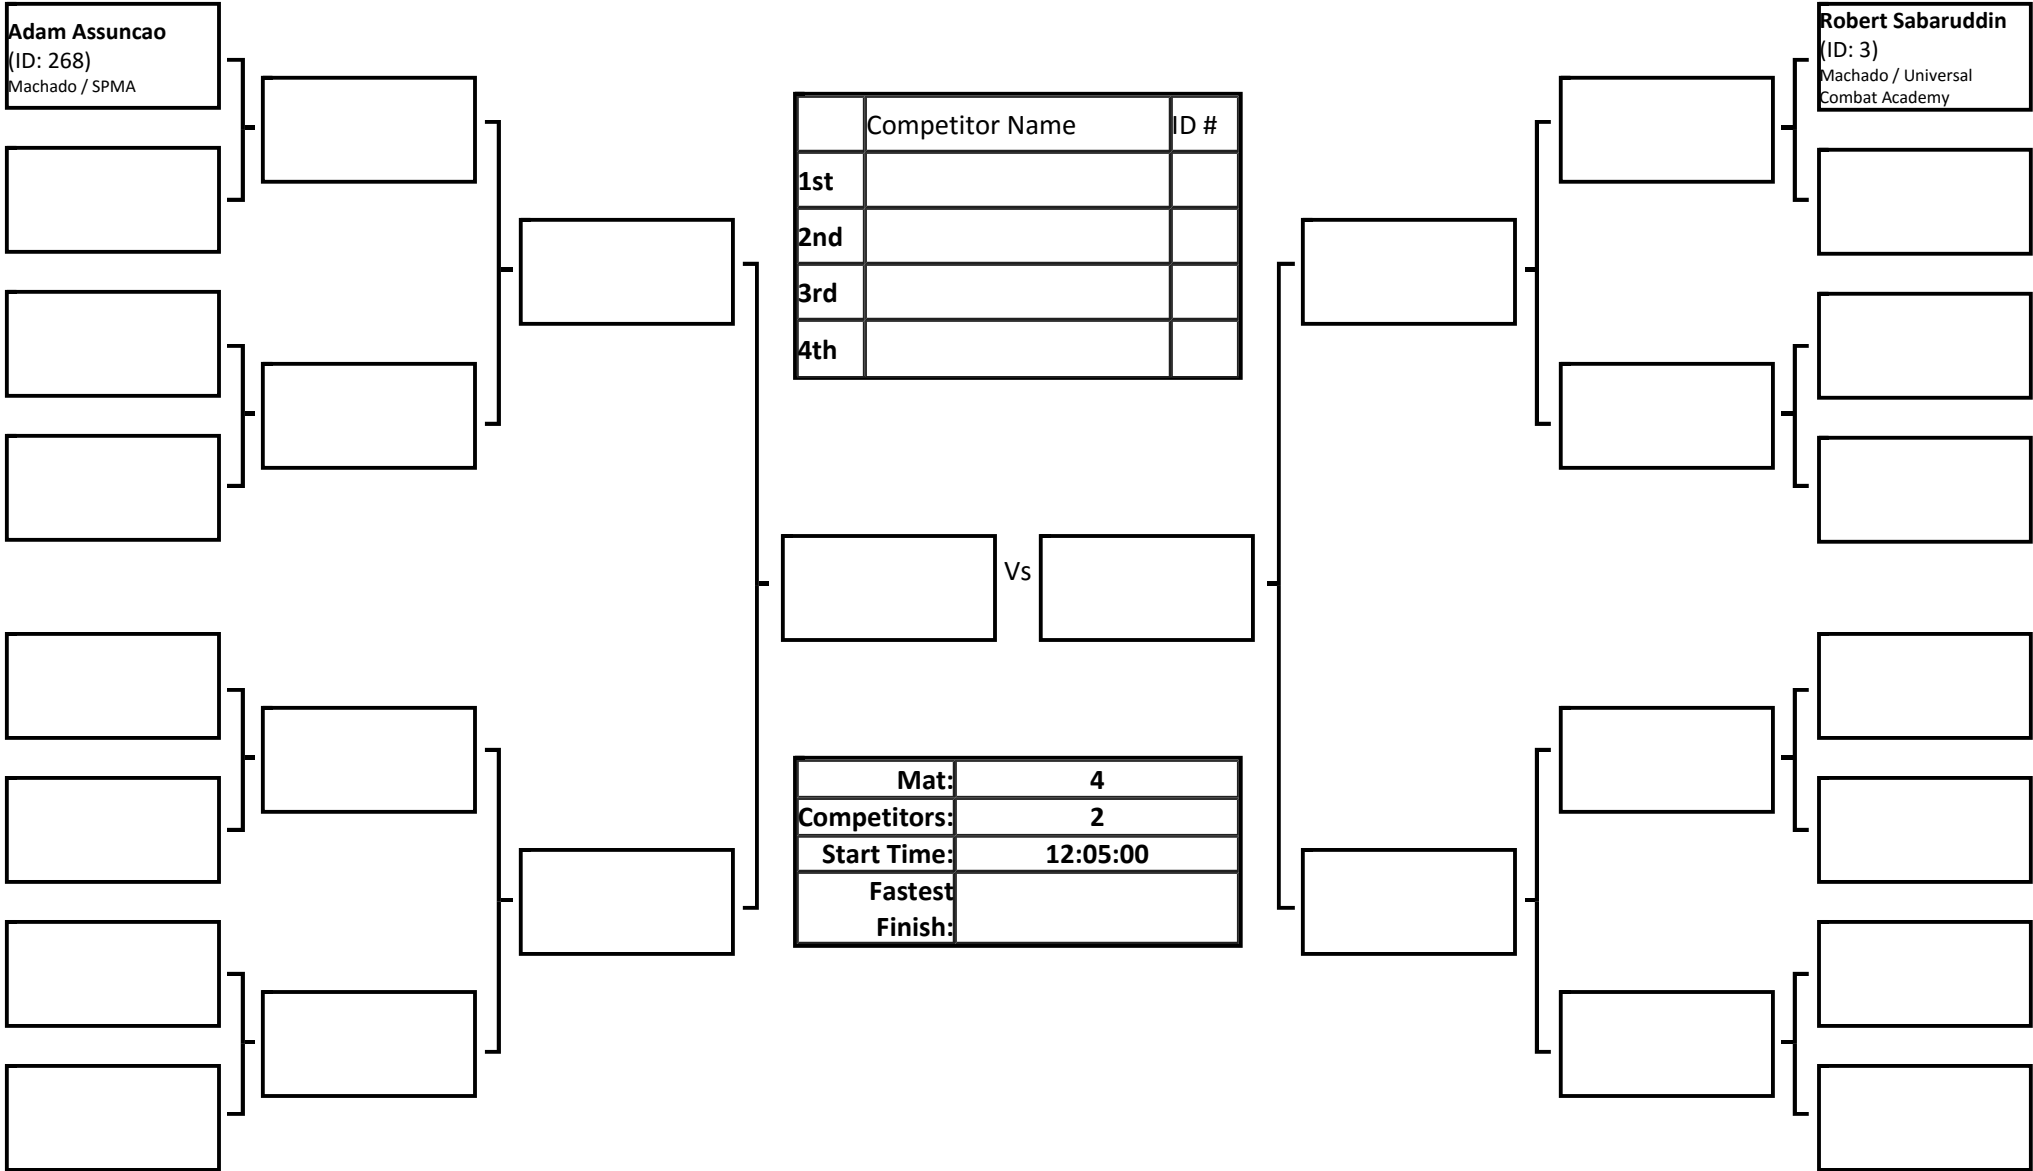 Adam Assuncao
(ID: 268)
Machado / SPMA
Robert Sabaruddin
(ID: 3)
Machado / Universal
Combat Academy
Competitor Name ID #
1st
2nd
3rd
4th
Vs
Mat: 4
Competitors: 2
Start Time: 12:05:00
Fastest
Finish: